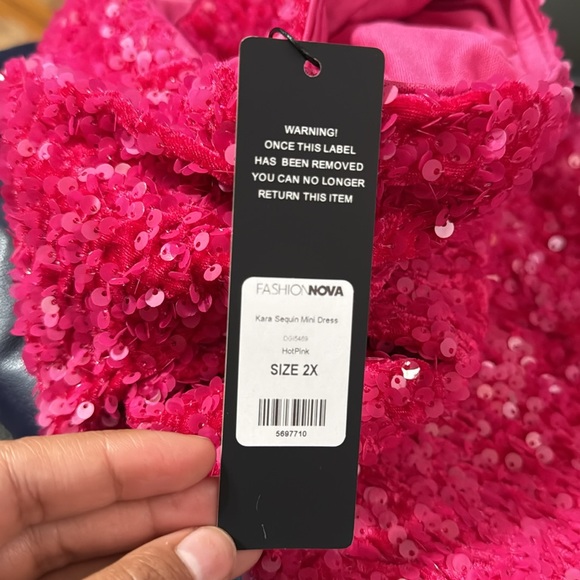 WARNING!
ONCE THIS LABEL
HAS BEEN REMOVED
YOU CAN NO LONGER
RETURN THIS ITEM
FASHIONNOVA
Kara Sequin Mini Dress
HotPink
SIZE 2X
5697710